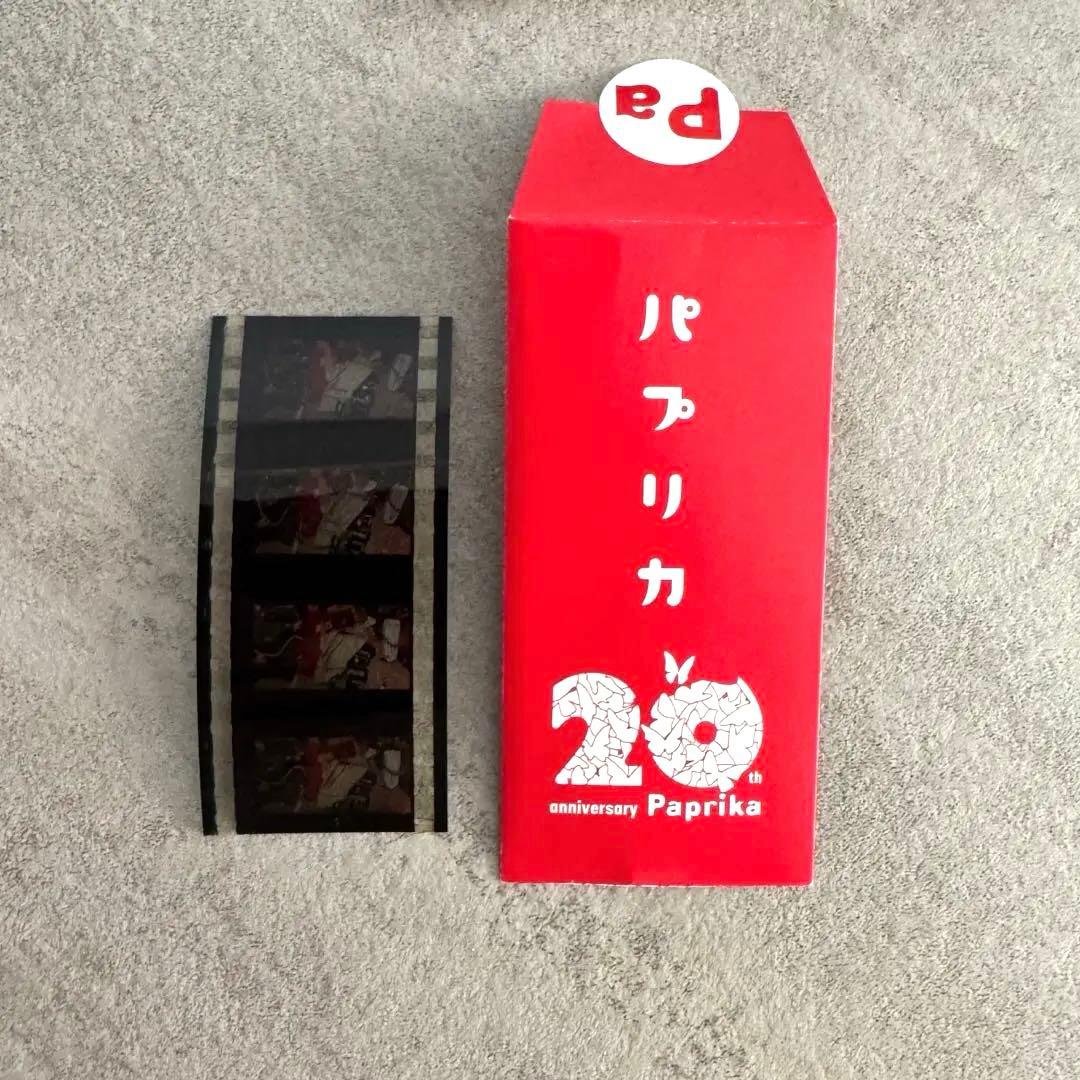 Pa
パプリカ
20th
anniversary Paprika